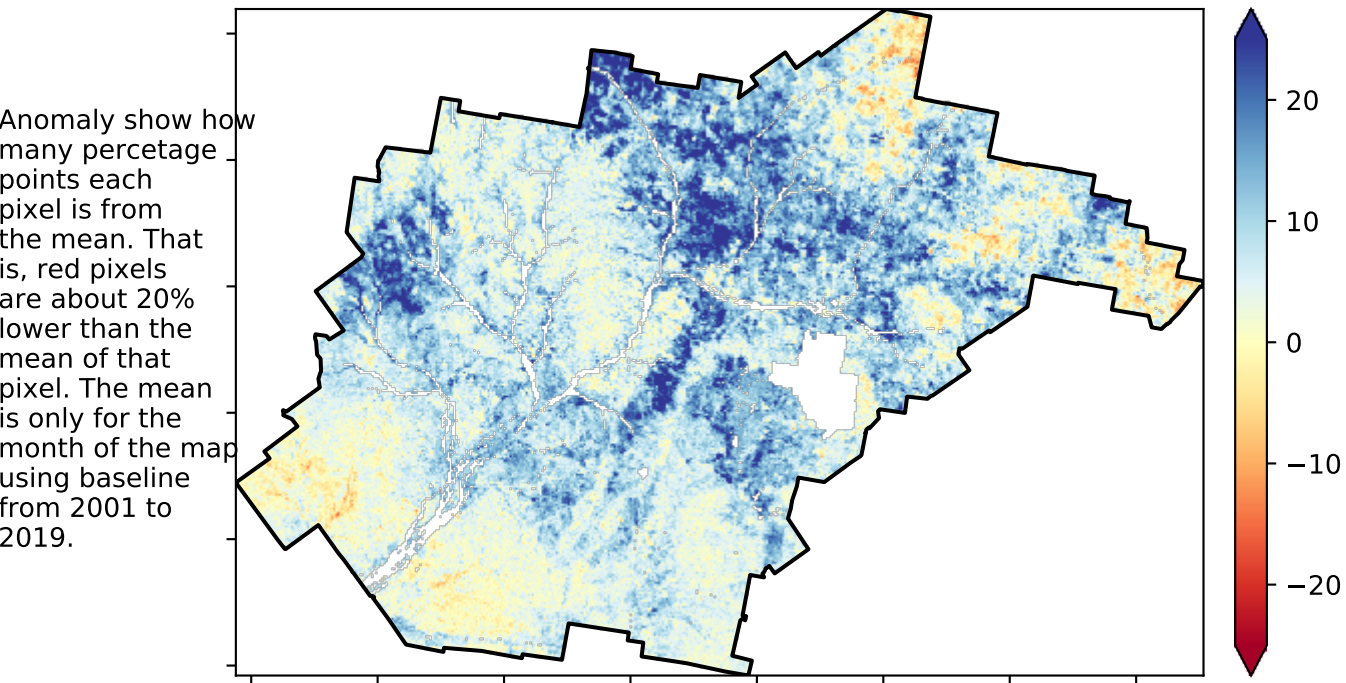 Anomaly show how
many percetage
points each
pixel is from
the mean. That
is, red pixels
are about 20%
lower than the
mean of that
pixel. The mean
is only for the
month of the map
using baseline
from 2001 to
2019.
20
10
0
−10
−20